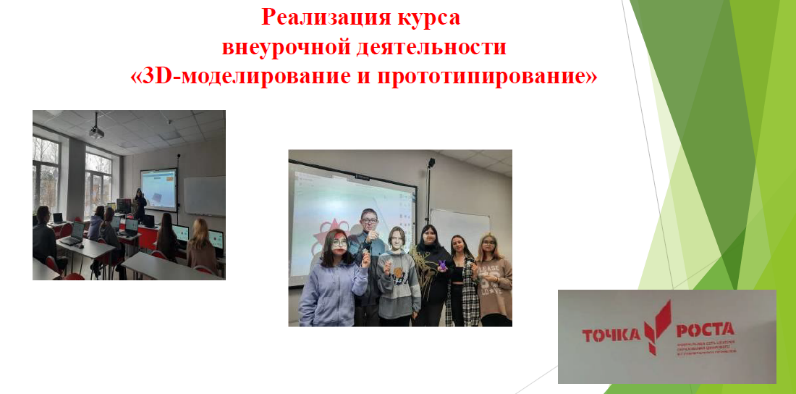 Реализация курса
внеурочной деятельности
«3D-моделирование и прототипирование»
ТОЧКА РОСТА